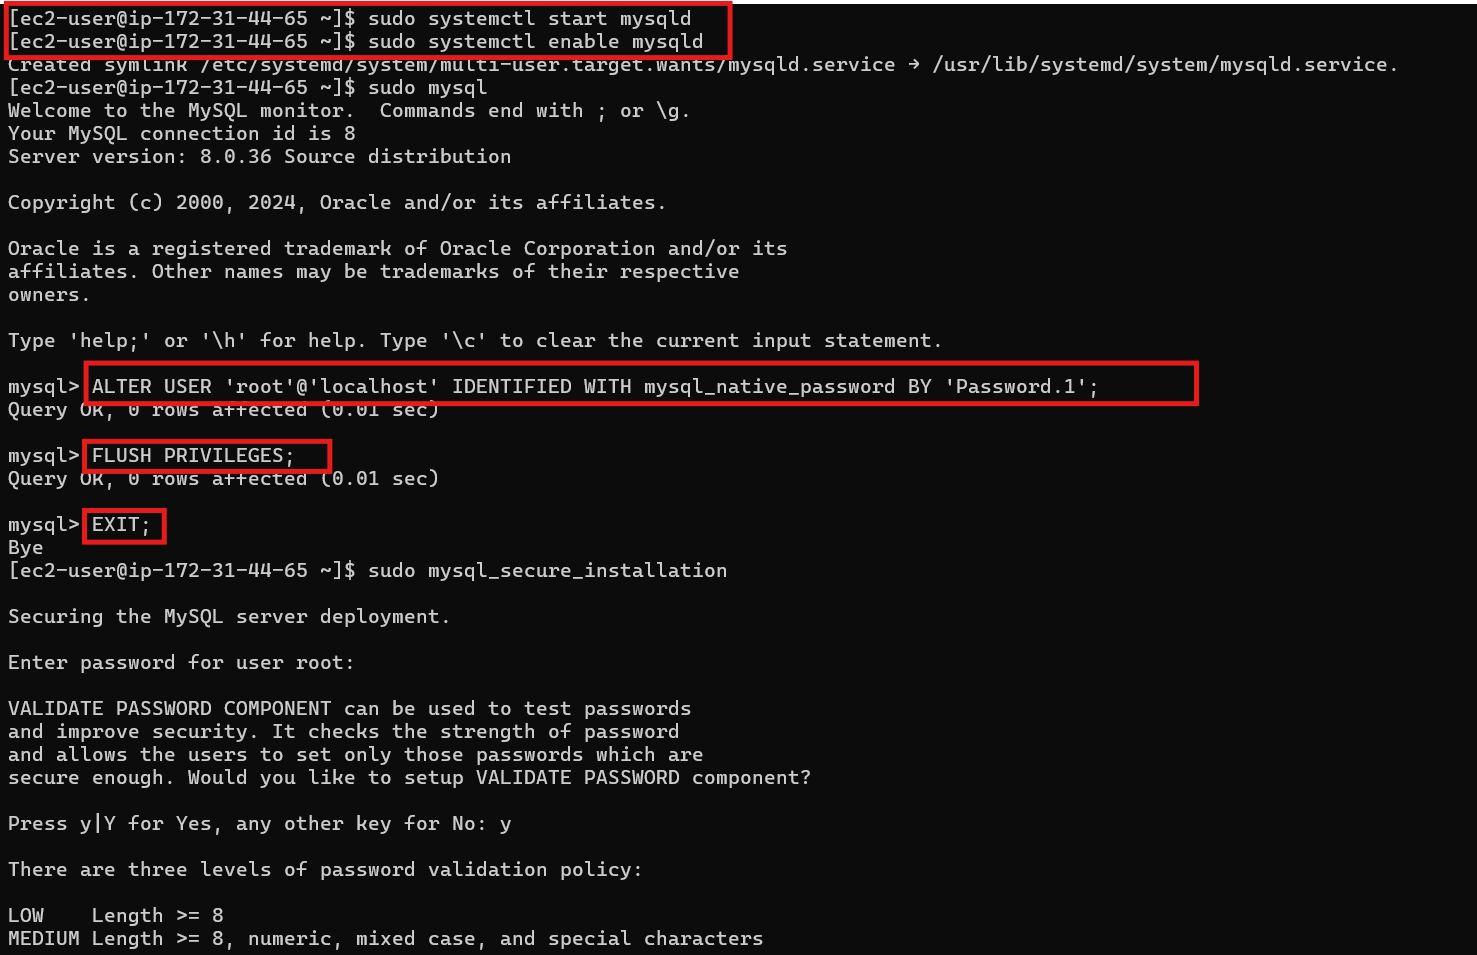 [ec2-user@ip-172-31-44-65 ~]$ sudo systemctl start mysqld
[ec2-user@ip-172-31-44-65 ~]$ sudo systemctl enable mysqld
Created symlink /etc/systemd/system/multi-user.target.wants/mysqld.service → /usr/lib/systemd/system/mysqld.service.
[ec2-user@ip-172-31-44-65 ~]$ sudo mysql
Welcome to the MySQL monitor.  Commands end with ; or \g.
Your MySQL connection id is 8
Server version: 8.0.36 Source distribution
Copyright (c) 2000, 2024, Oracle and/or its affiliates.
Oracle is a registered trademark of Oracle Corporation and/or its
affiliates. Other names may be trademarks of their respective
owners.
Type 'help;' or '\h' for help. Type '\c' to clear the current input statement.
mysql> ALTER USER 'root'@'localhost' IDENTIFIED WITH mysql_native_password BY 'Password.1';
Query OK, 0 rows affected (0.01 sec)
mysql> FLUSH PRIVILEGES;
Query OK, 0 rows affected (0.01 sec)
mysql> EXIT;
Bye
[ec2-user@ip-172-31-44-65 ~]$ sudo mysql_secure_installation
Securing the MySQL server deployment.
Enter password for user root:
VALIDATE PASSWORD COMPONENT can be used to test passwords
and improve security. It checks the strength of password
and allows the users to set only those passwords which are
secure enough. Would you like to setup VALIDATE PASSWORD component?
Press y|Y for Yes, any other key for No: y
There are three levels of password validation policy:
LOW    Length >= 8
MEDIUM Length >= 8, numeric, mixed case, and special characters